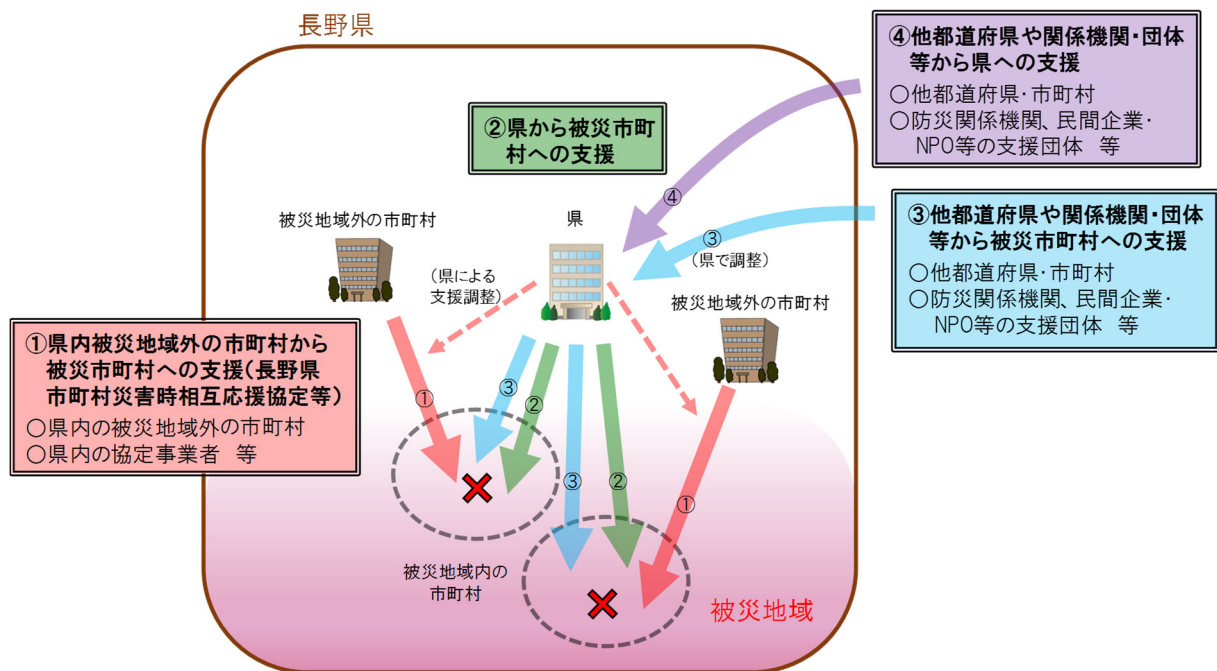 長野県
④他都道府県や関係機関・団体
等から県への支援
○他都道府県・市町村
○防災関係機関、民間企業・
NPO等の支援団体 等
②県から被災市町
村への支援
④
被災地域外の市町村
県
③
(県で調整)
③他都道府県や関係機関・団体
等から被災市町村への支援
○他都道府県・市町村
○防災関係機関、民間企業・
NPO等の支援団体 等
(県による
支援調整)
被災地域外の市町村
①県内被災地域外の市町村から
被災市町村への支援(長野県
市町村災害時相互応援協定等)
○県内の被災地域外の市町村
○県内の協定事業者 等
①
③
②
③
②
①
被災地域内の
市町村
被災地域